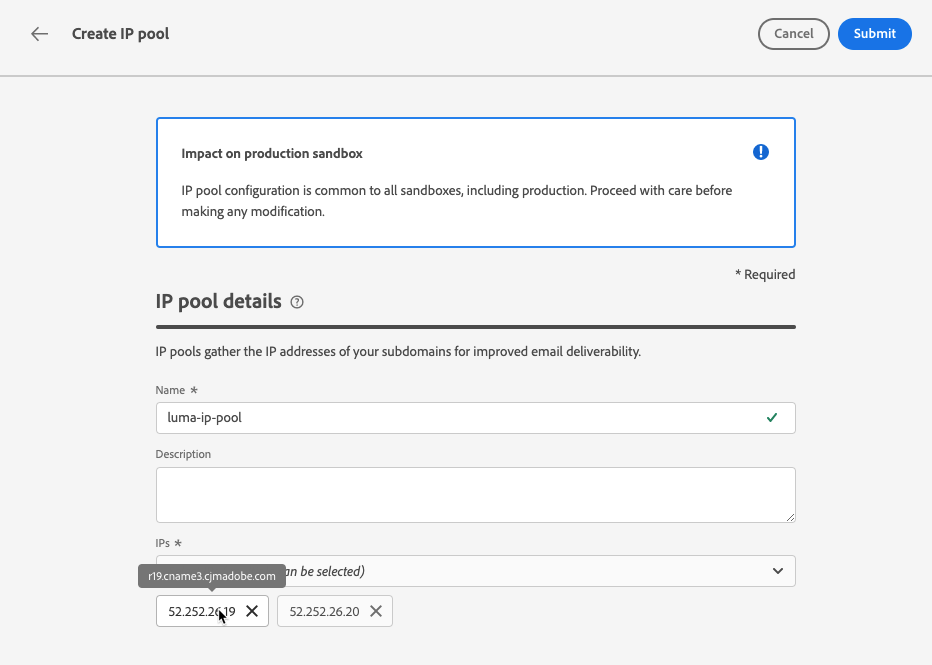 Create IP pool
Cancel
Submit
Impact on production sandbox
IP pool configuration is common to all sandboxes, including production. Proceed with care before
making any modification.
* Required
IP pool details
IP pools gather the IP addresses of your subdomains for improved email deliverability.
Name *
luma-ip-pool
Description
IPs *
be selected)
r19.cname3.cjmadobe.com
52.252.26.19
52.252.26.20